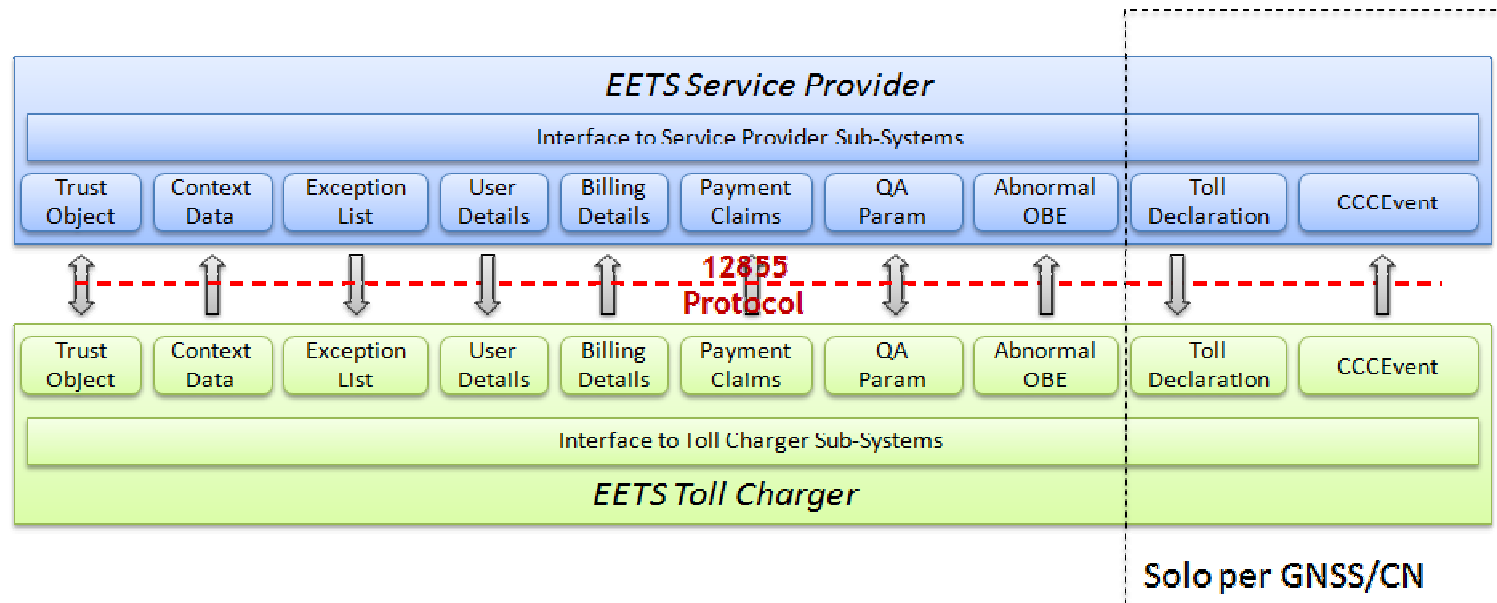 EETS Service Provider
Interface to Service Provider Sub-Systems
Trust
Object
Context
Data
Exception
List
User
Details
Billing
Details
Payment
Claims
QA
Param
Abnormal
OBE
Toll
Declaration
CCCEvent
12855
Protocol
Trust
Object
Context
Data
Exception
List
User
Details
Billing
Details
Payment
Claims
QA
Param
Abnormal
OBE
Toll
Declaration
CCCEvent
Interface to Toll Charger Sub-Systems
EETS Toll Charger
Solo per GNSS/CN